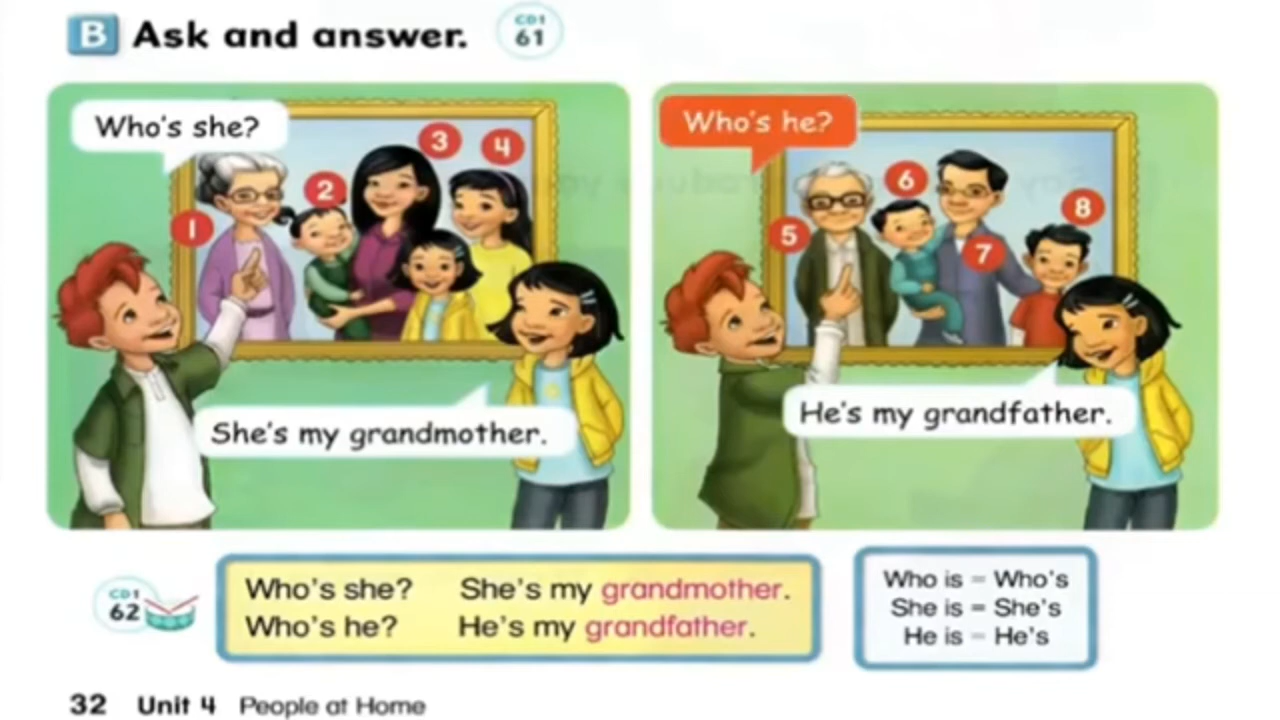 B Ask and answer. CD1 61
Who's she?
1
2
3
4
She's my grandmother.
Who's he?
5
6
7
8
He's my grandfather.
CD1 62
Who's she? She's my grandmother.
Who's he? He's my grandfather.
Who is = Who's
She is = She's
He is = He's
32 Unit 4 People at Home